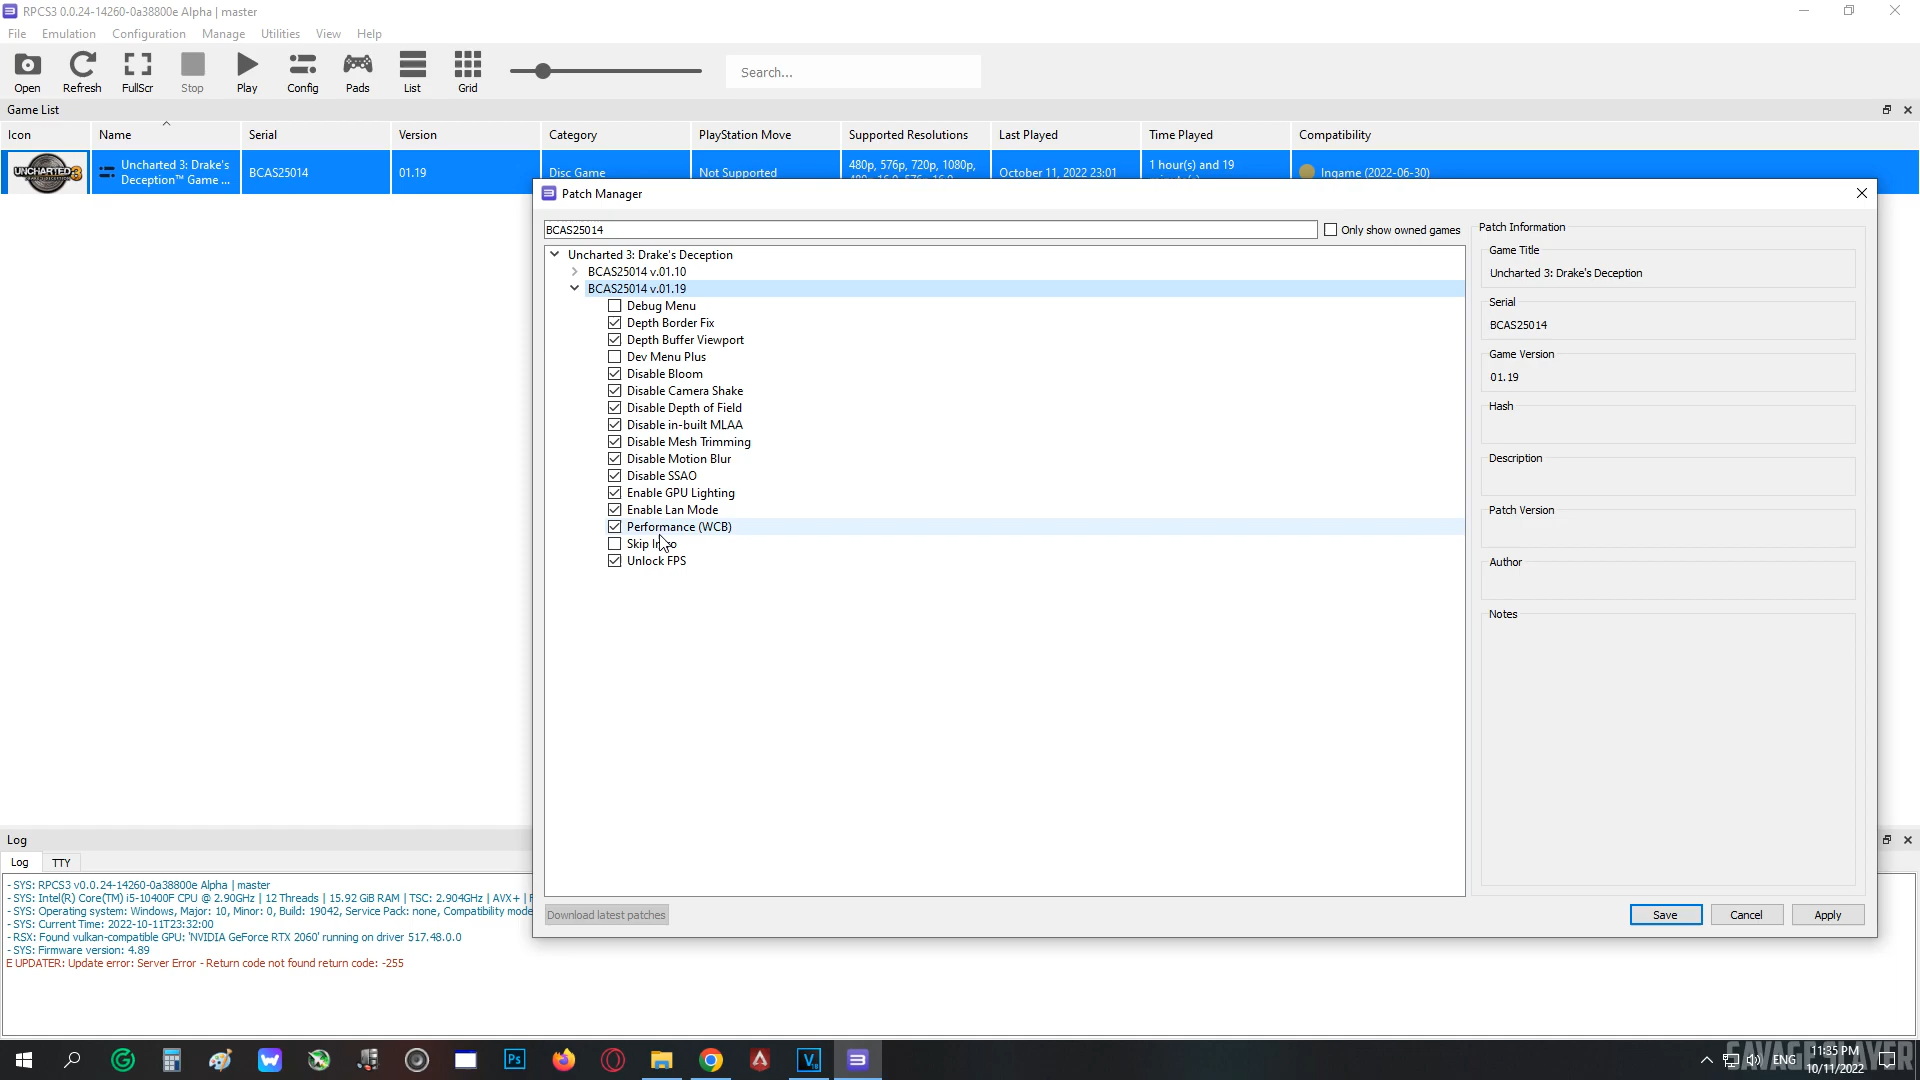 RPCS3 0.0.24-14260-0a38800e Alpha | master
File Emulation Configuration Manage Utilities View Help
Open Refresh FullScr Stop Play Config Pads List Grid
Search...
Game List
Icon Name Serial Version Category PlayStation Move Supported Resolutions Last Played Time Played Compatibility
UNCHARTED 3
Uncharted 3: Drake's
Deception™ Game ...
BCAS25014
01.19
Disc Game
Not Supported
480p, 576p, 720p, 1080p,
October 11, 2022 23:01
1 hour(s) and 19
Ingame (2022-06-30)
Patch Manager
BCAS25014
Only show owned games
Uncharted 3: Drake's Deception
BCAS25014 v.01.10
BCAS25014 v.01.19
Debug Menu
Depth Border Fix
Depth Buffer Viewport
Dev Menu Plus
Disable Bloom
Disable Camera Shake
Disable Depth of Field
Disable in-built MLAA
Disable Mesh Trimming
Disable Motion Blur
Disable SSAO
Enable GPU Lighting
Enable Lan Mode
Performance (WCB)
Skip
Unlock FPS
Patch Information
Game Title
Uncharted 3: Drake's Deception
Serial
BCAS25014
Game Version
01.19
Hash
Description
Patch Version
Author
Notes
Download latest patches
Save Cancel Apply
Log
Log TTY
- SYS: RPCS3 v0.0.24-14260-0a38800e Alpha | master
- SYS: Intel(R) Core(TM) i5-10400F CPU @ 2.90GHz | 12 Threads | 15.92 GiB RAM | TSC: 2.904GHz | AVX+ |
- SYS: Operating system: Windows, Major: 10, Minor: 0, Build: 19042, Service Pack: none, Compatibility mode
- SYS: Current Time: 2022-10-11T23:32:00
- RSX: Found vulkan-compatible GPU: 'NVIDIA GeForce RTX 2060' running on driver 517.48.0.0
- SYS: Firmware version: 4.89
E UPDATER: Update error: Server Error - Return code not found return code: -255
Ps
ENG
11:35 PM
10/11/2022
SAVAGE SLAYER